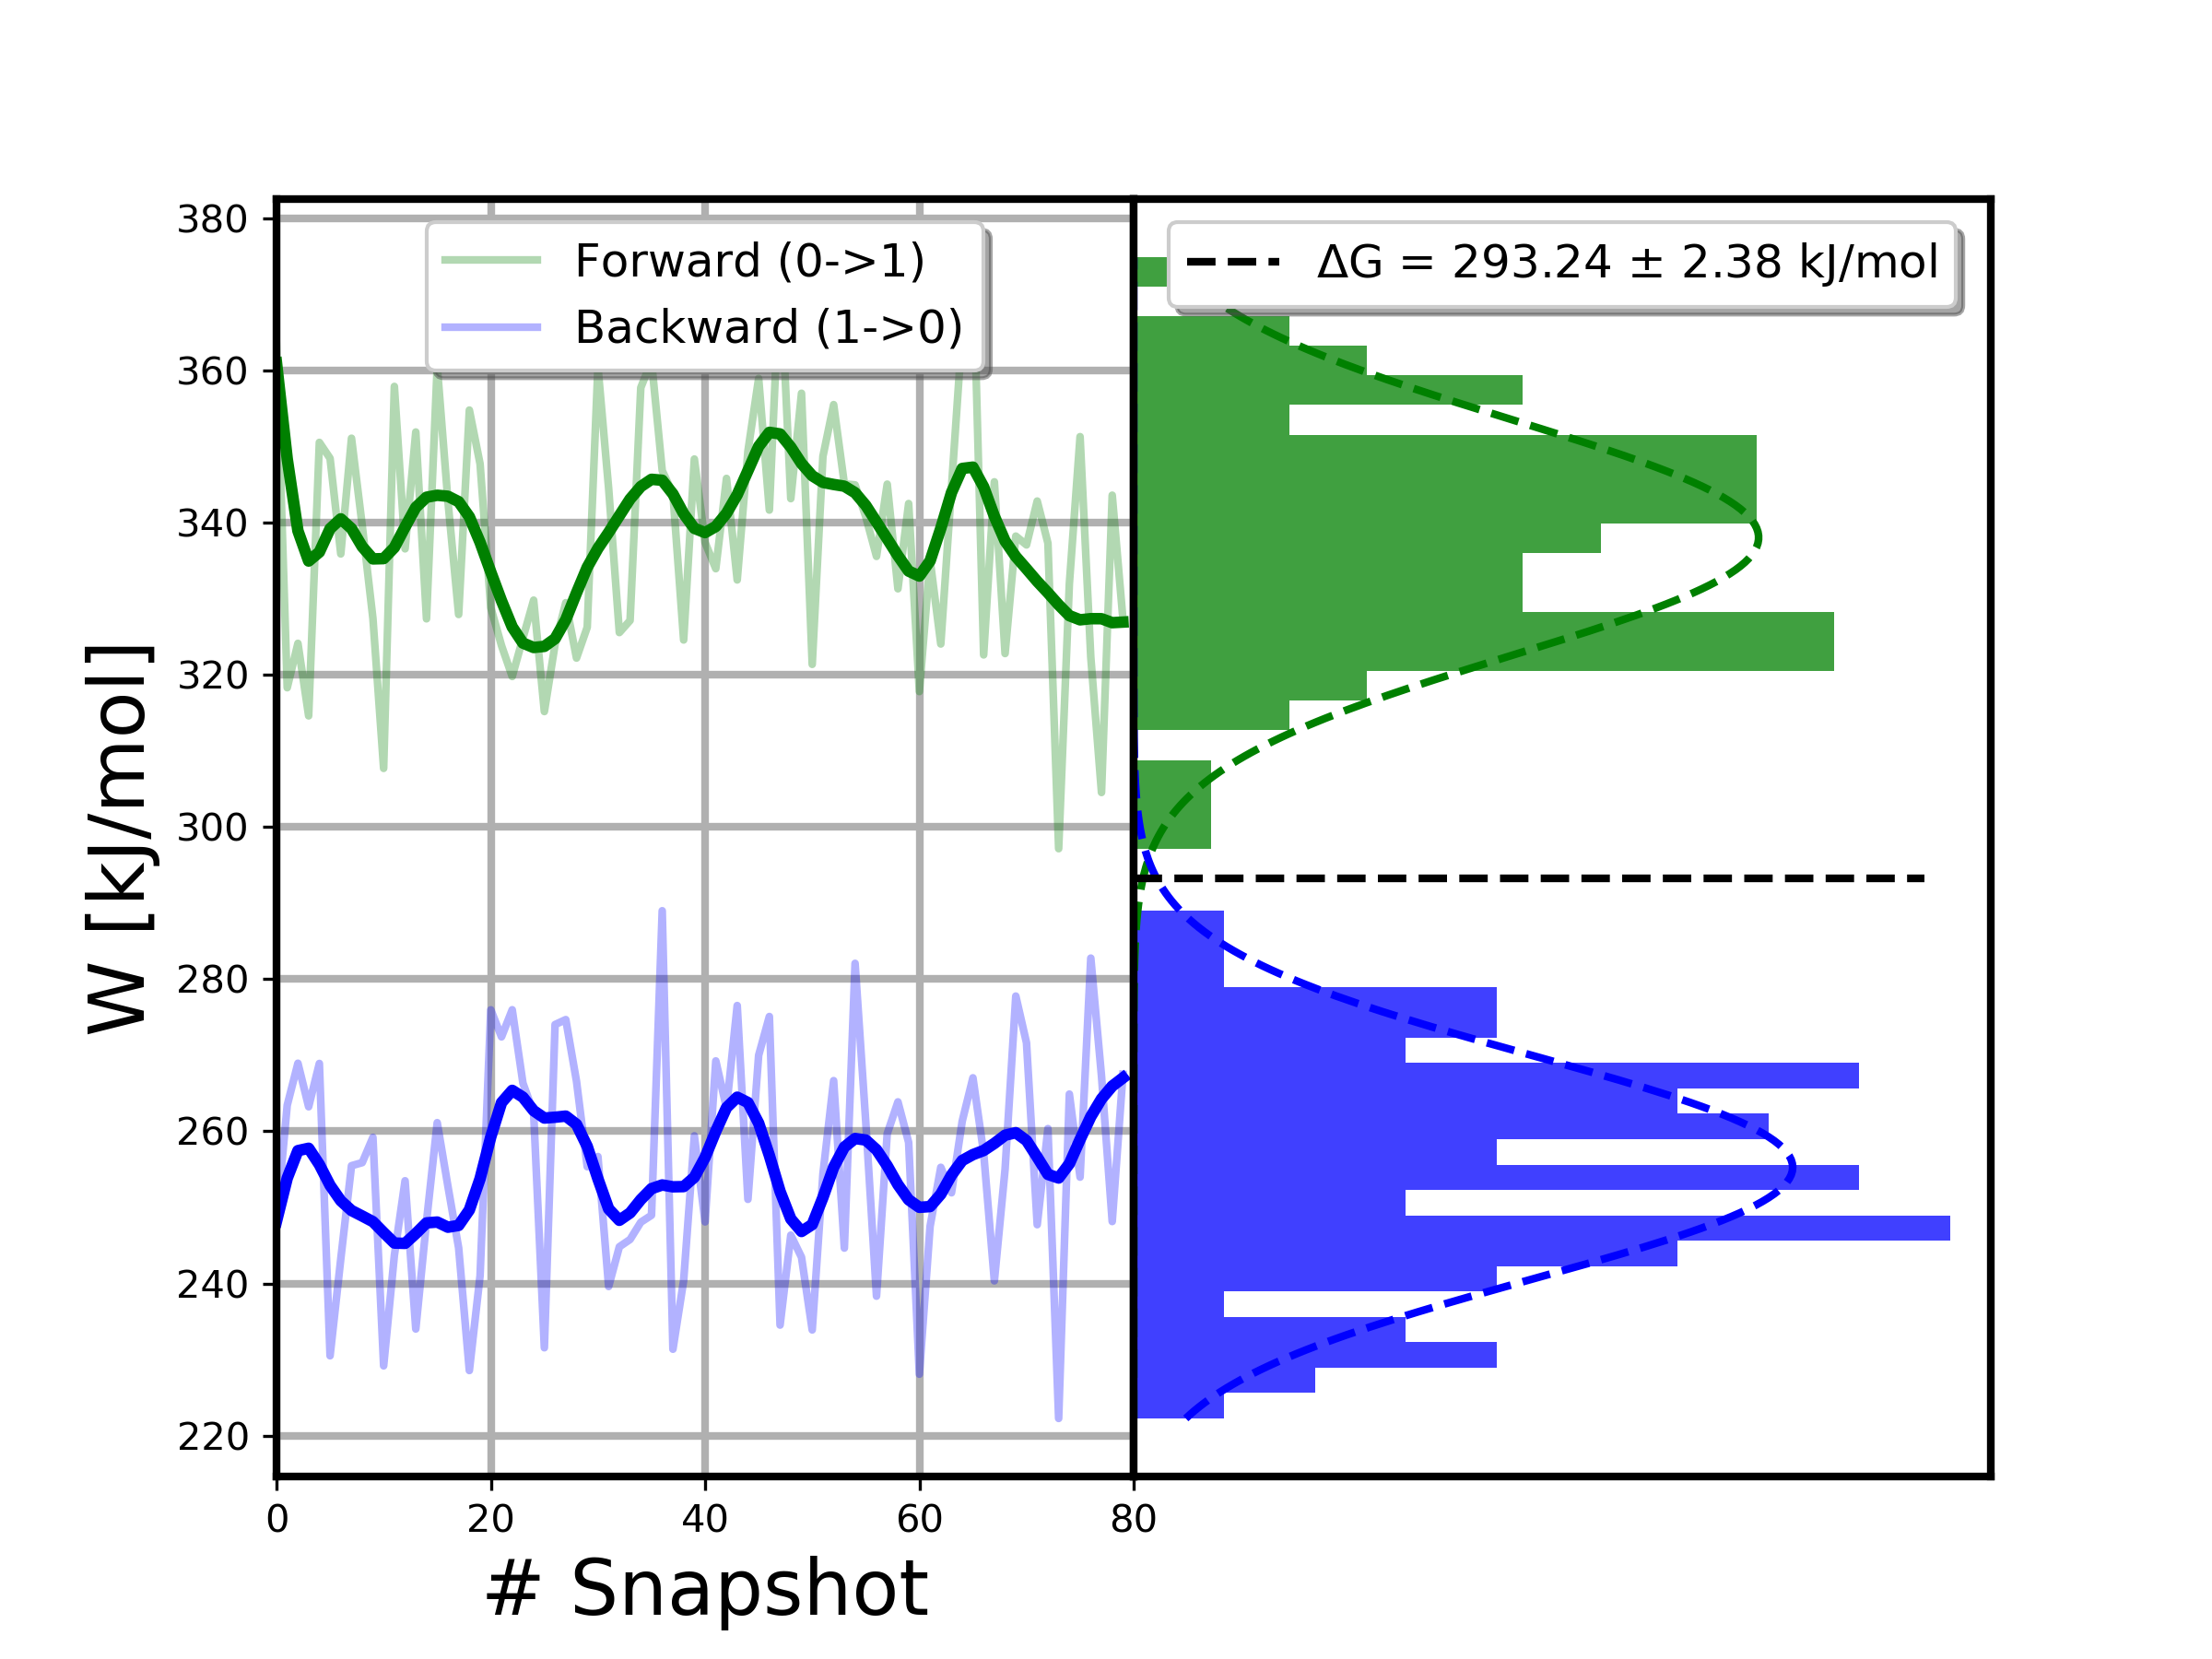 Forward (0->1)
Backward (1->0)
ΔG = 293.24 ± 2.38 kJ/mol
W [kJ/mol]
380
360
340
320
300
280
260
240
220
0 20 40 60 80
# Snapshot